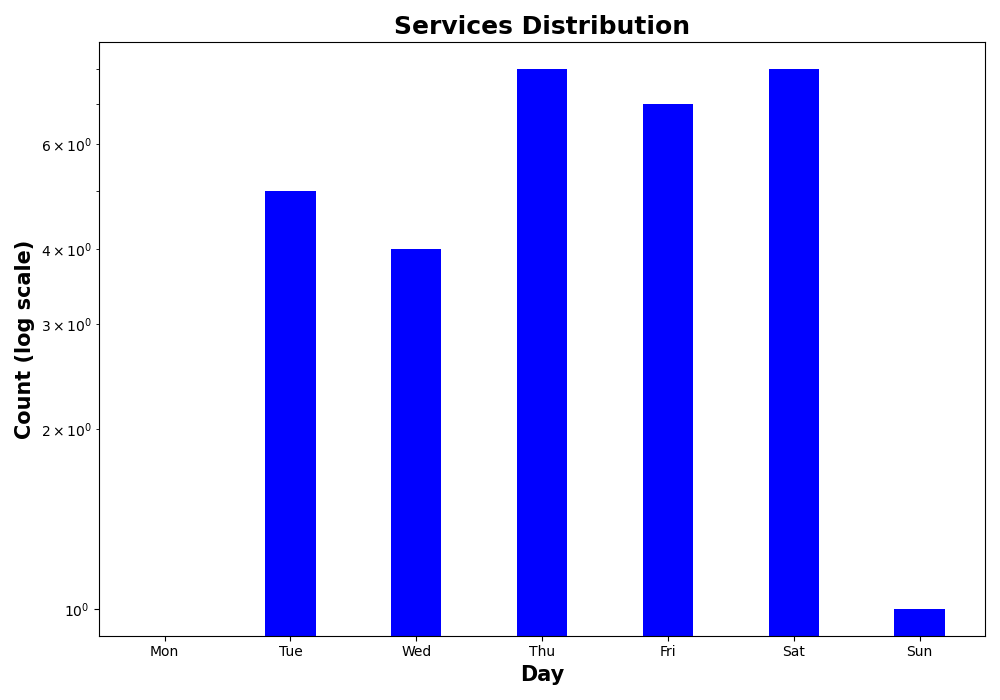 Services Distribution
Count (log scale)
6 × 10⁰
4 × 10⁰
3 × 10⁰
2 × 10⁰
10⁰
Mon Tue Wed Thu Fri Sat Sun
Day